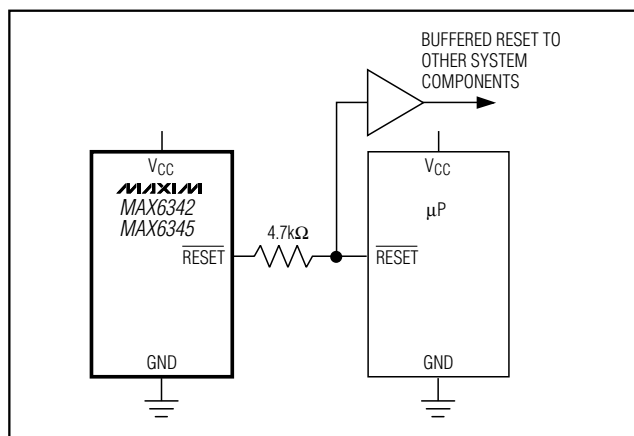 BUFFERED RESET TO
OTHER SYSTEM
COMPONENTS
VCC
MAXIM
MAX6342
MAX6345
RESET
GND
4.7kΩ
VCC
μP
RESET
GND